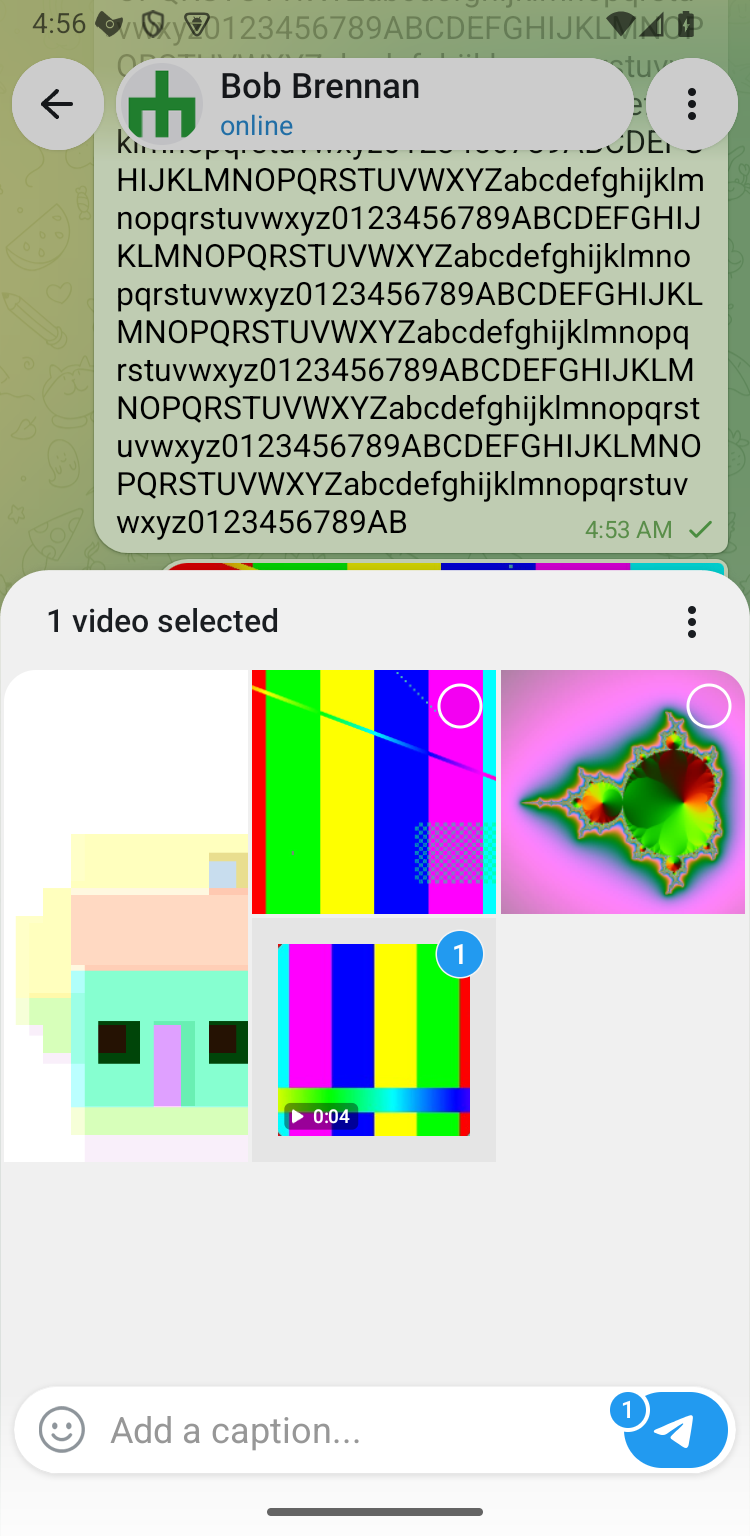 4:56
vwxyz0123456789ABCDEFGHIJKLMNOP
Bob Brennan
online
HIJKLMNOPQRSTUVWXYZabcdefghijklm
nopqrstuvwxyz0123456789ABCDEFGHIJ
KLMNOPQRSTUVWXYZabcdefghijklmno
pqrstuvwxyz0123456789ABCDEFGHIJKL
MNOPQRSTUVWXYZabcdefghijklmnopq
rstuvwxyz0123456789ABCDEFGHIJKLM
NOPQRSTUVWXYZabcdefghijklmnopqrst
uvwxyz0123456789ABCDEFGHIJKLMNO
PQRSTUVWXYZabcdefghijklmnopqrstuv
wxyz0123456789AB
4:53 AM
1 video selected
1
0:04
Add a caption...
1